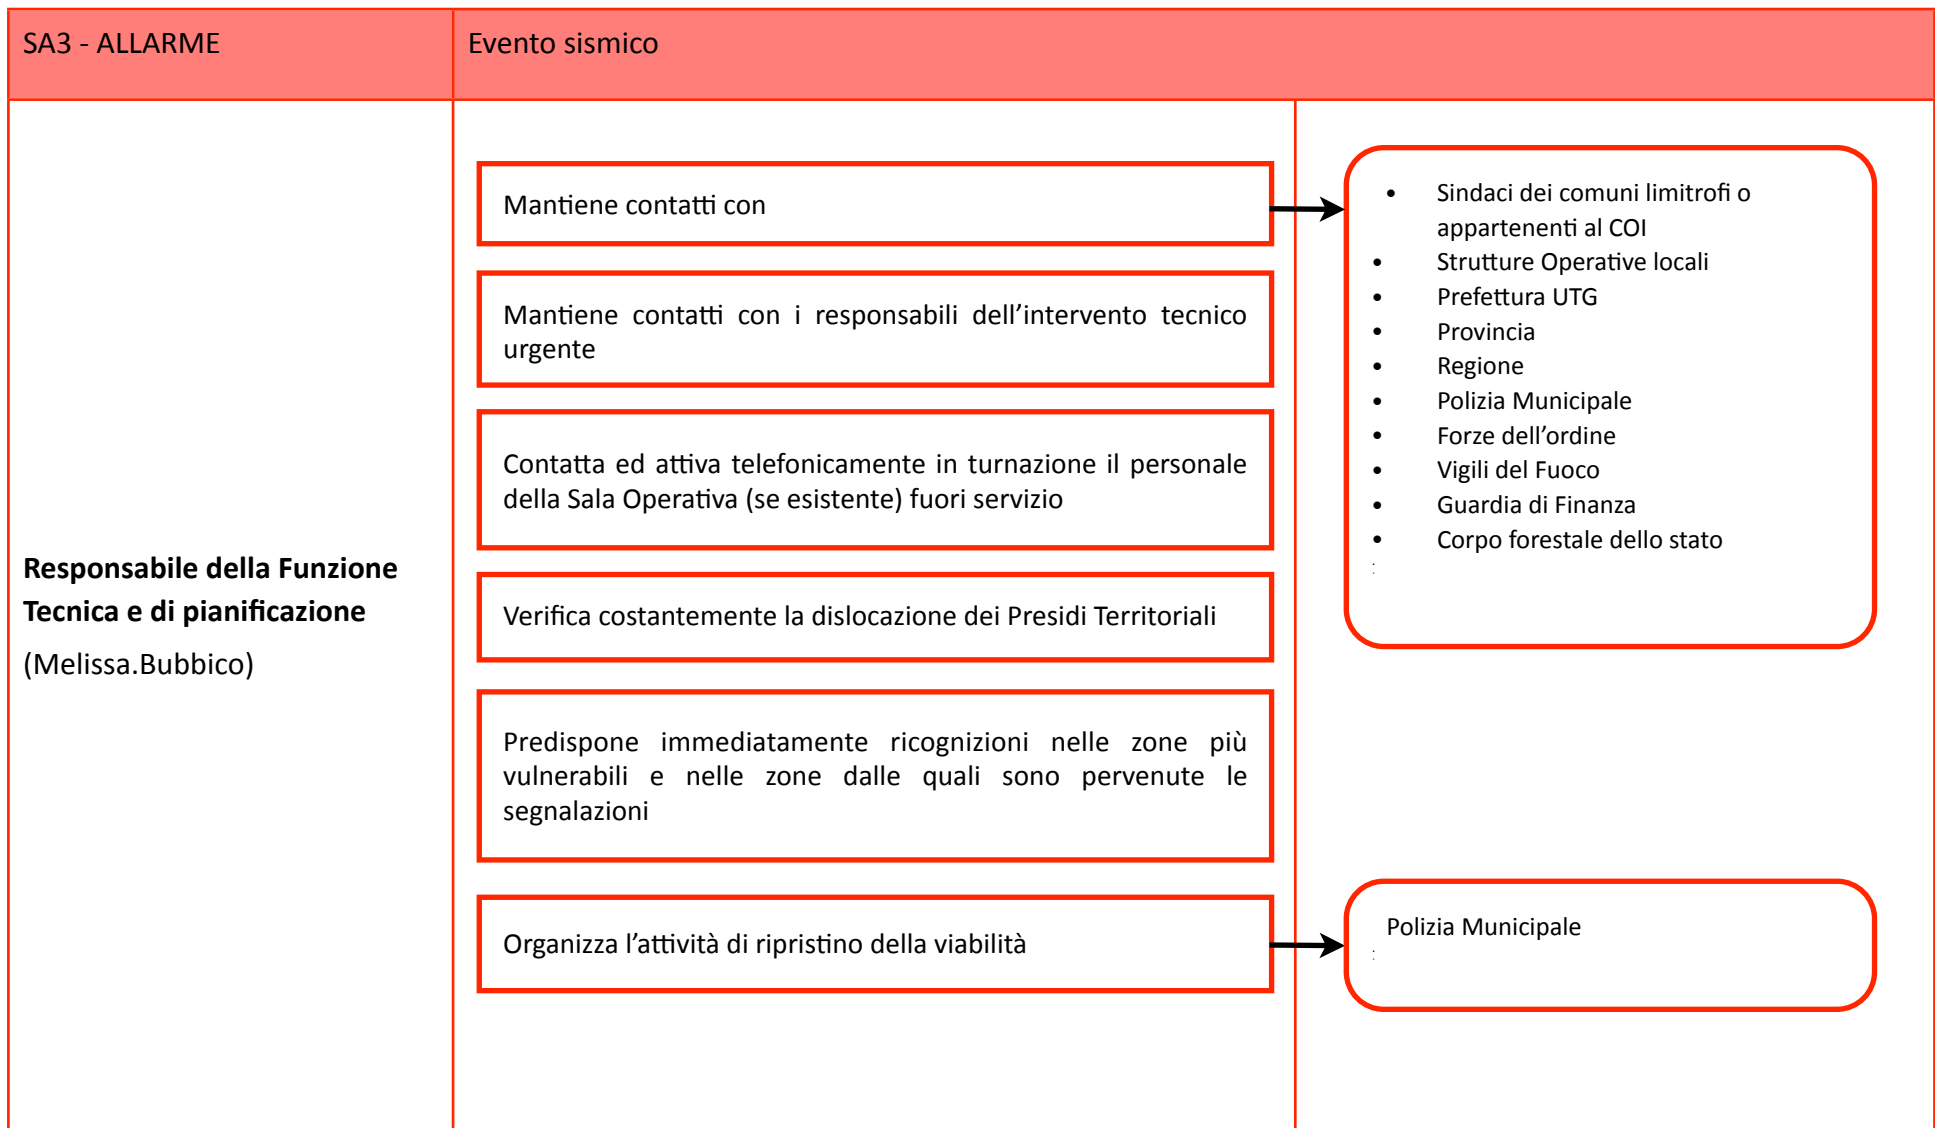 SA3 - ALLARME
Evento sismico
Responsabile della Funzione
Tecnica e di pianificazione
(Melissa.Bubbico)
Mantiene contatti con
Mantiene contatti con i responsabili dell’intervento tecnico
urgente
Contatta ed attiva telefonicamente in turnazione il personale
della Sala Operativa (se esistente) fuori servizio
Verifica costantemente la dislocazione dei Presidi Territoriali
Predispone immediatamente ricognizioni nelle zone più
vulnerabili e nelle zone dalle quali sono pervenute le
segnalazioni
Organizza l’attività di ripristino della viabilità
• Sindaci dei comuni limitrofi o
appartenenti al COI
• Strutture Operative locali
• Prefettura UTG
• Provincia
• Regione
• Polizia Municipale
• Forze dell’ordine
• Vigili del Fuoco
• Guardia di Finanza
• Corpo forestale dello stato
:
Polizia Municipale
: